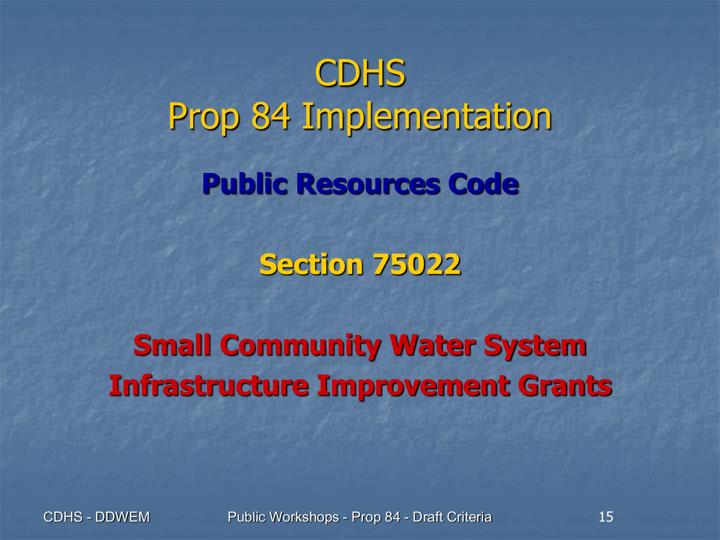 CDHS
Prop 84 Implementation
Public Resources Code
Section 75022
Small Community Water System
Infrastructure Improvement Grants
CDHS - DDWEM
Public Workshops - Prop 84 - Draft Criteria
15